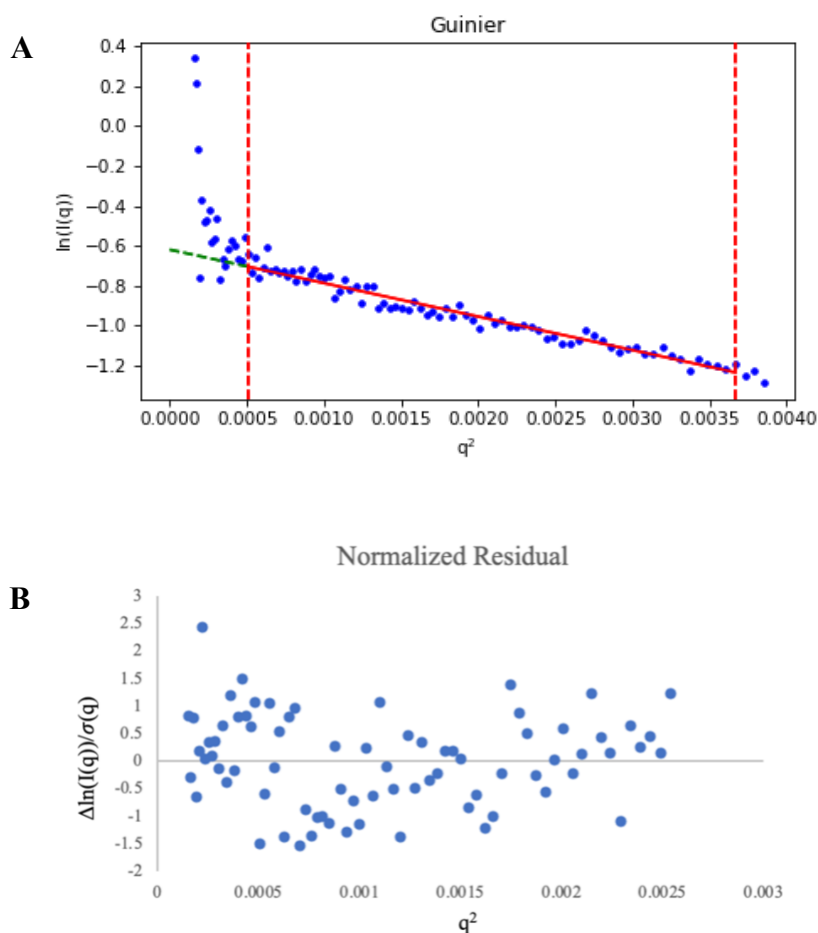 A
Guinier
0.4
0.2
0.0
−0.2
−0.4
−0.6
−0.8
−1.0
−1.2
ln(I(q))
0.0000 0.0005 0.0010 0.0015 0.0020 0.0025 0.0030 0.0035 0.0040
q²
Normalized Residual
B
3
2.5
2
1.5
1
0.5
0
-0.5
-1
-1.5
-2
Δln(I(q))/σ(q)
0 0.0005 0.001 0.0015 0.002 0.0025 0.003
q²